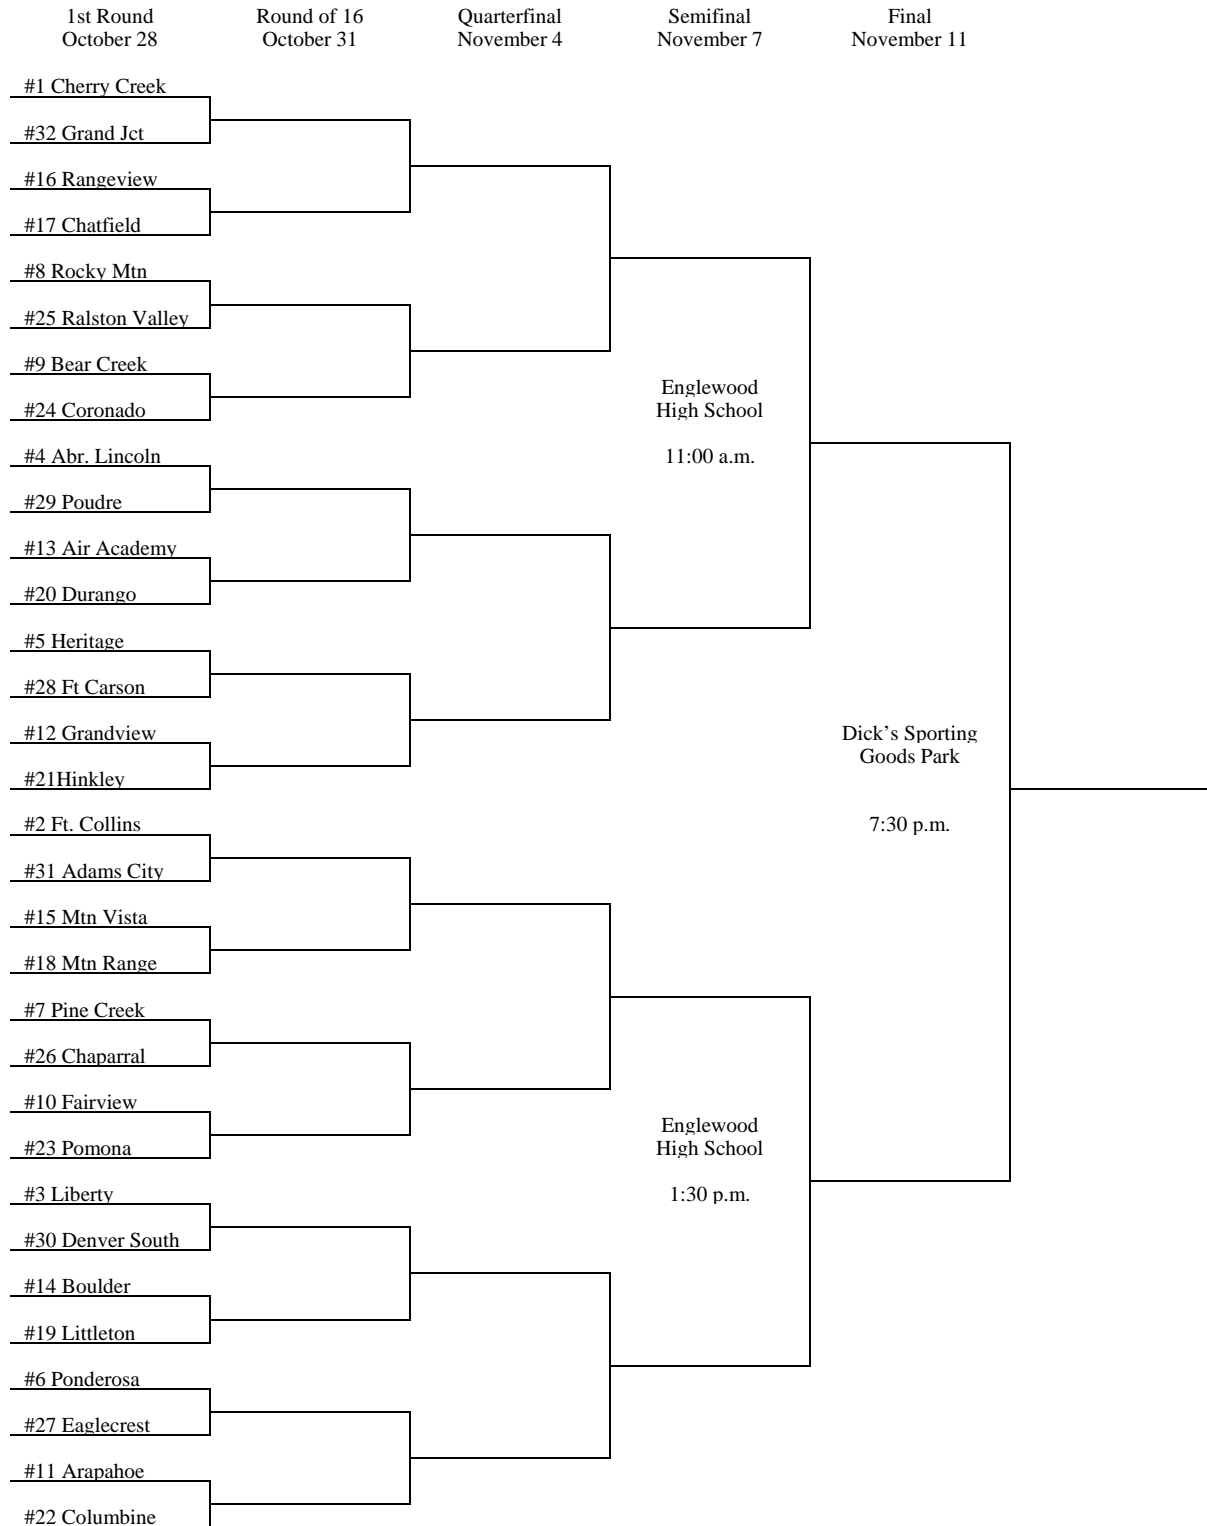 1st Round
October 28
Round of 16
October 31
Quarterfinal
November 4
Semifinal
November 7
Final
November 11
#1 Cherry Creek
#32 Grand Jct
#16 Rangeview
#17 Chatfield
#8 Rocky Mtn
#25 Ralston Valley
#9 Bear Creek
#24 Coronado
#4 Abr. Lincoln
#29 Poudre
#13 Air Academy
#20 Durango
#5 Heritage
#28 Ft Carson
#12 Grandview
#21Hinkley
#2 Ft. Collins
#31 Adams City
#15 Mtn Vista
#18 Mtn Range
#7 Pine Creek
#26 Chaparral
#10 Fairview
#23 Pomona
#3 Liberty
#30 Denver South
#14 Boulder
#19 Littleton
#6 Ponderosa
#27 Eaglecrest
#11 Arapahoe
#22 Columbine
Englewood
High School
11:00 a.m.
Englewood
High School
1:30 p.m.
Dick’s Sporting
Goods Park
7:30 p.m.